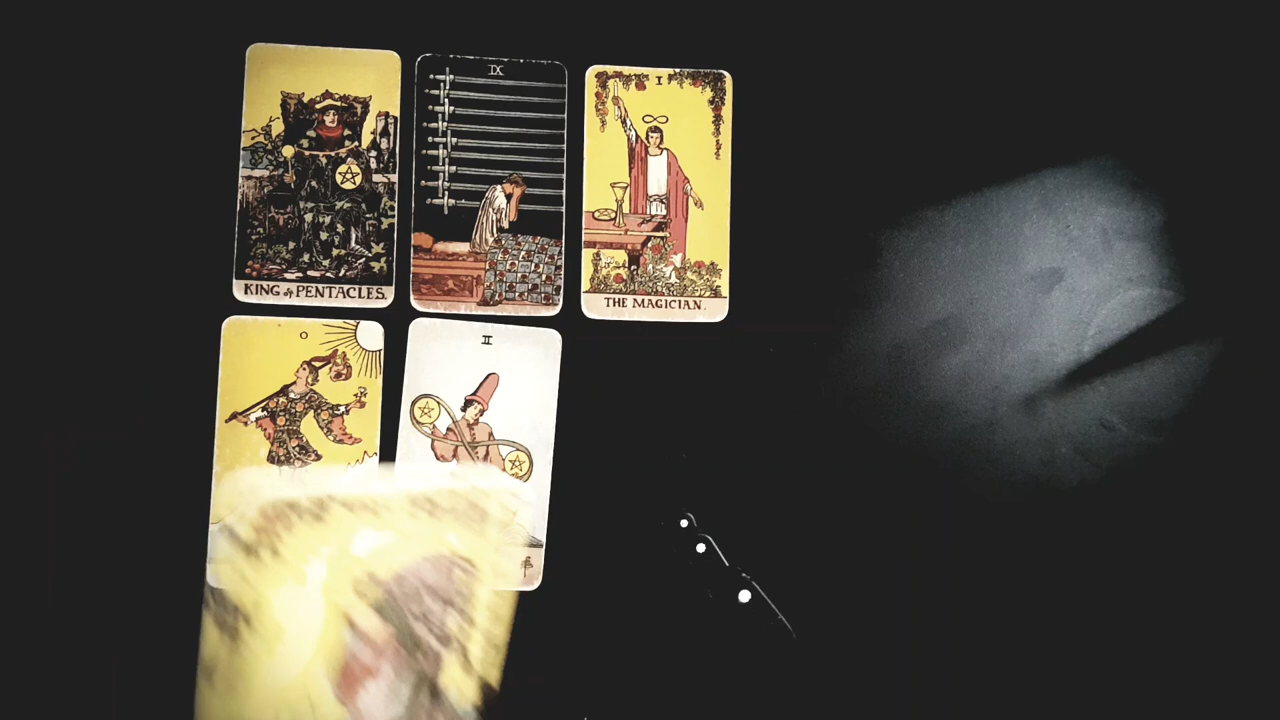 KING of PENTACLES.
IX
I
THE MAGICIAN.
0
II